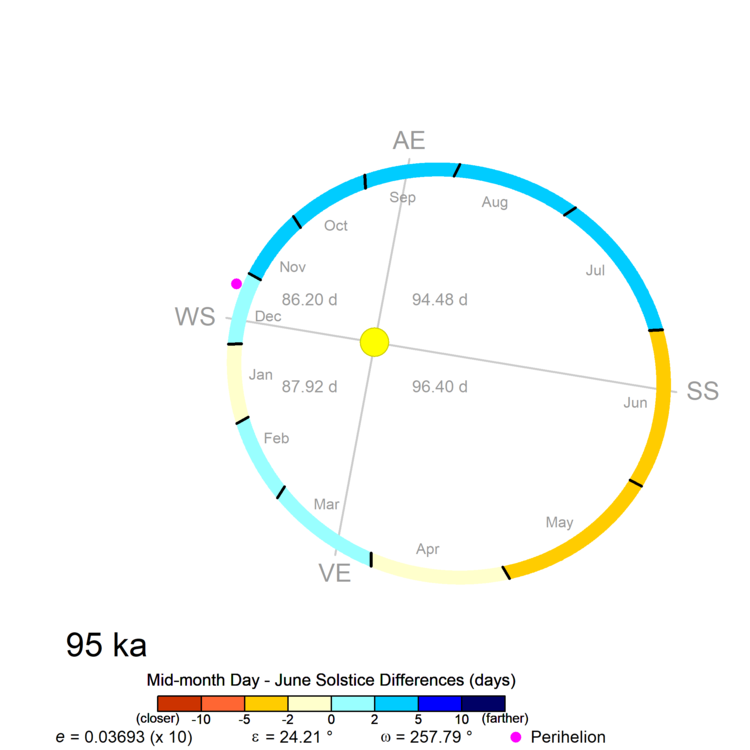 AE
Sep
Aug
Oct
Jul
Nov
86.20 d
94.48 d
WS
Dec
Jan
87.92 d
96.40 d
SS
Jun
Feb
Mar
May
Apr
VE
95 ka
Mid-month Day - June Solstice Differences (days)
(closer) -10 -5 -2 0 2 5 10 (farther)
e = 0.03693 (x 10) ε = 24.21 ° ω = 257.79 ° Perihelion